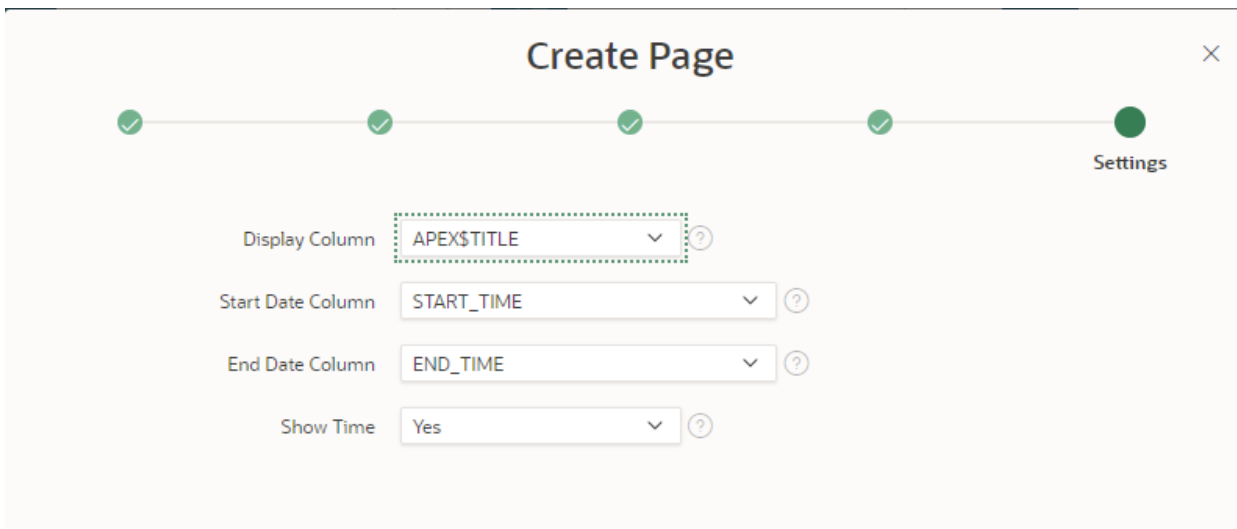 Create Page
Settings
Display Column APEX$TITLE ?
Start Date Column START_TIME ?
End Date Column END_TIME ?
Show Time Yes ?